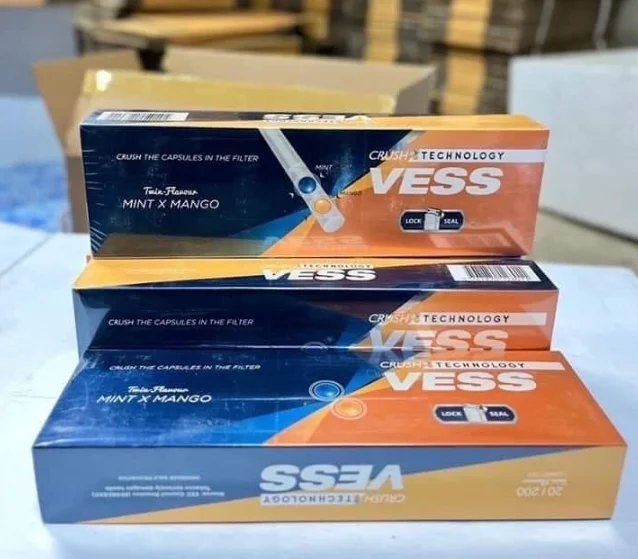 VESS
CRUSH THE CAPSULES IN THE FILTER
MINT
MANGO
CRUSH TECHNOLOGY
VESS
Twin-Flavour
MINT X MANGO
LOCK SEAL
TECHNOLOGY
VESS
CRUSH THE CAPSULES IN THE FILTER
CRUSH TECHNOLOGY
VESS
CRUSH THE CAPSULES IN THE FILTER
CRUSH TECHNOLOGY
VESS
Twin-Flavour
MINT X MANGO
LOCK SEAL
VESS
CRUSH TECHNOLOGY
20/200